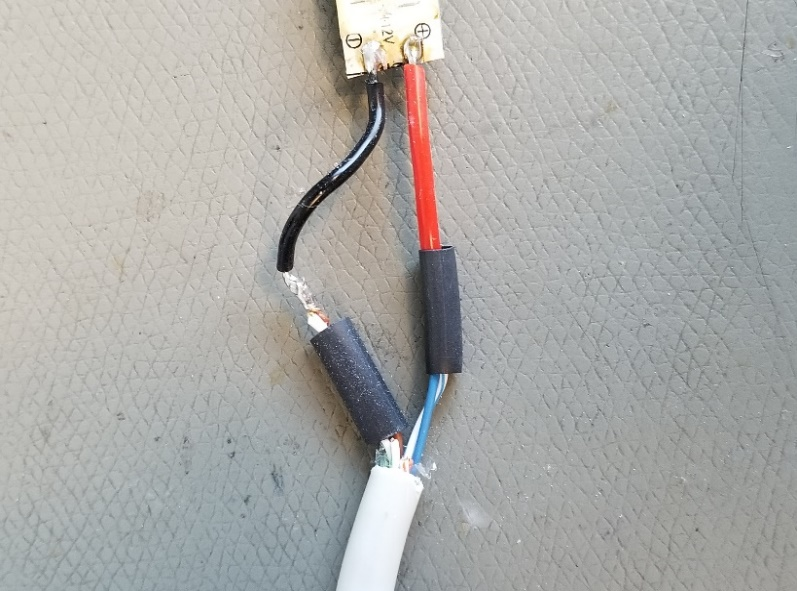 ⊖ +12V ⊕